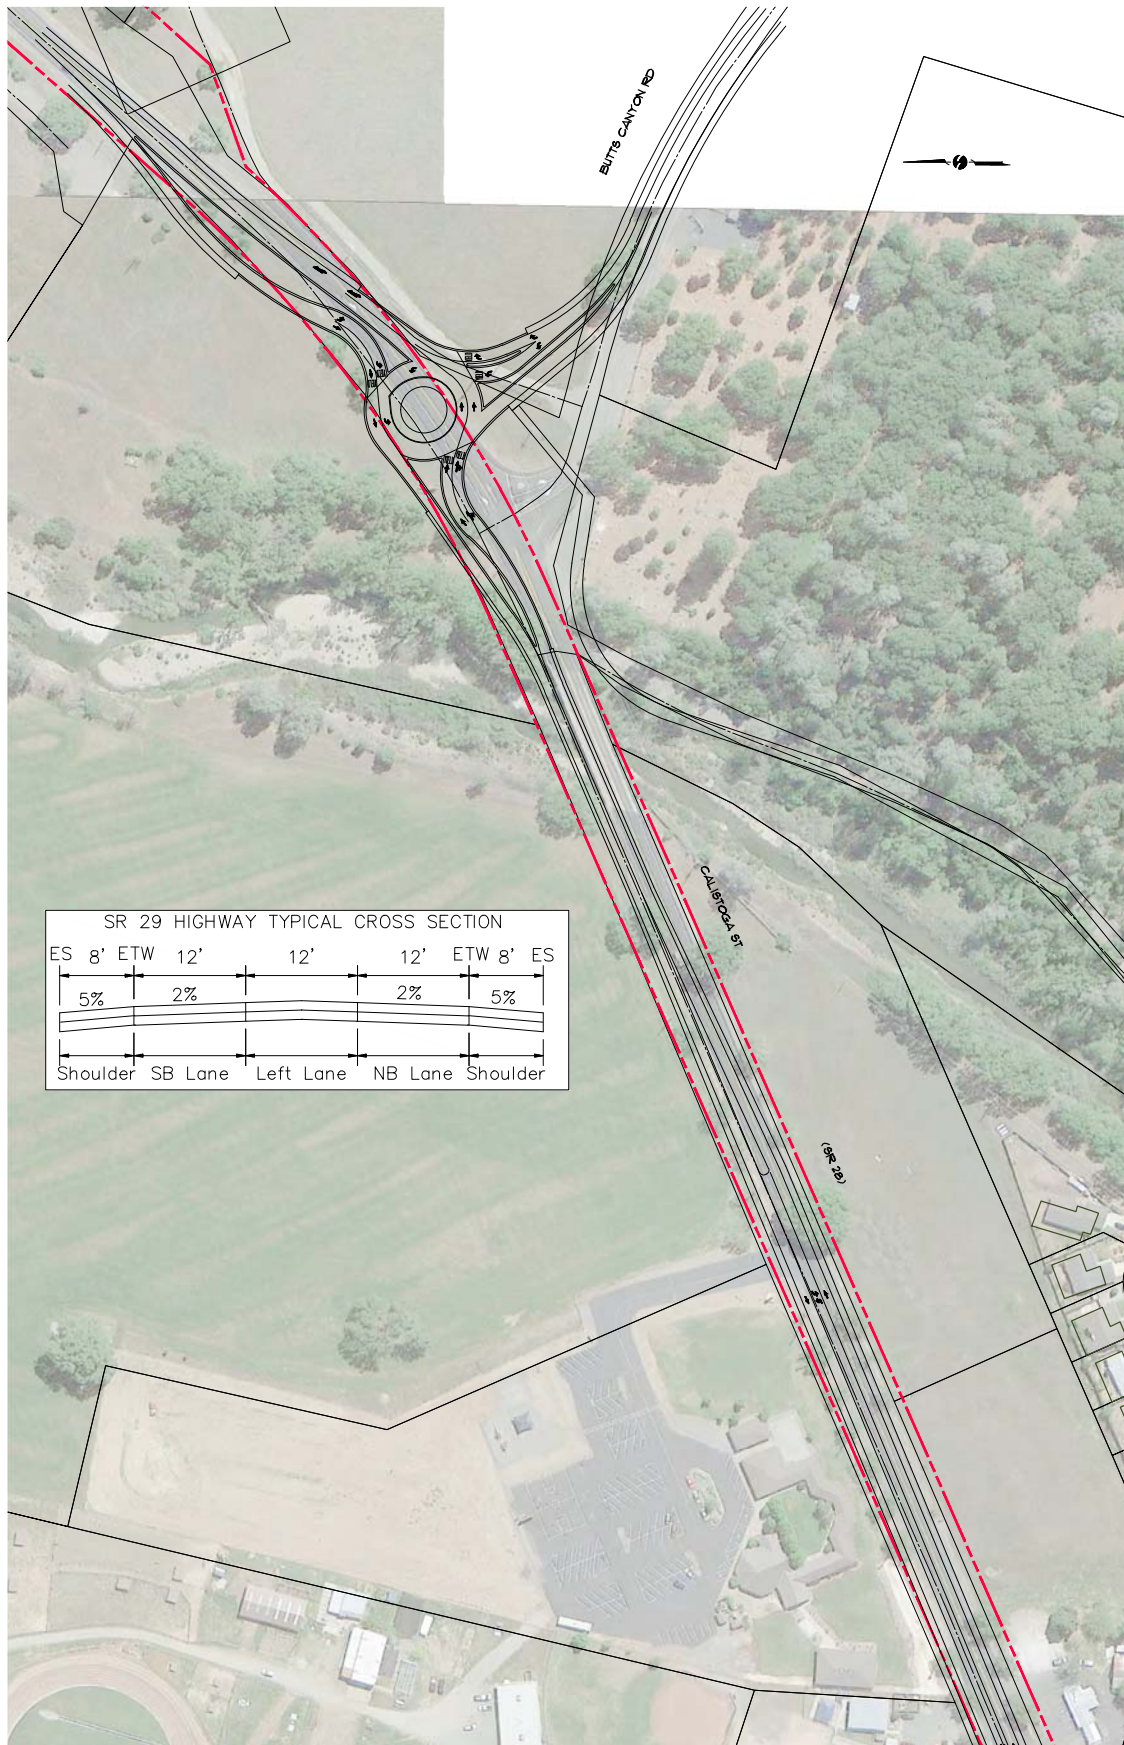 BUTTS CANYON RD
CALISTOGA ST
SR 29 HIGHWAY TYPICAL CROSS SECTION
ES 8' ETW 12' 12' 12' ETW 8' ES
5% 2% 2% 5%
Shoulder SB Lane Left Lane NB Lane Shoulder
(SR 29)